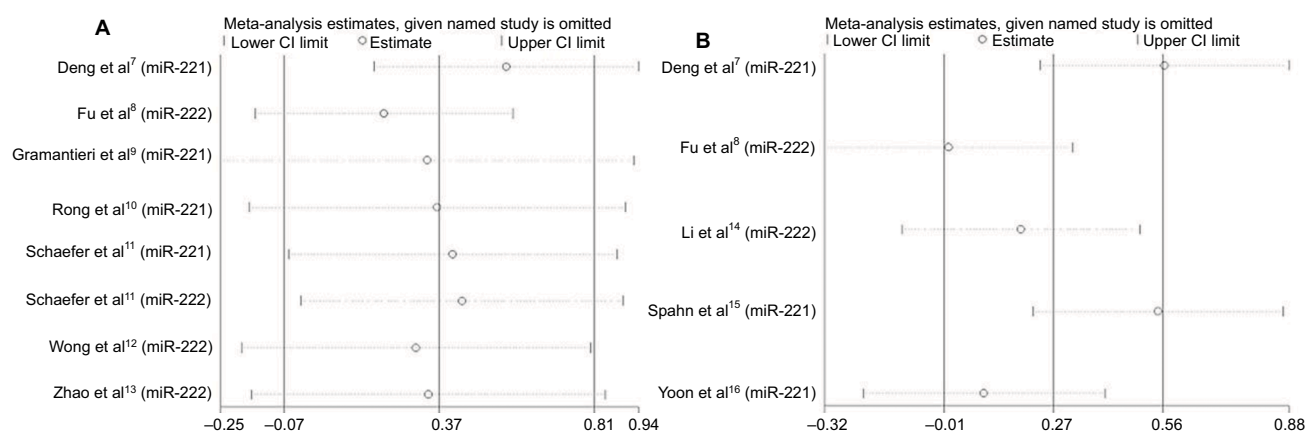 A
Meta-analysis estimates, given named study is omitted
| Lower CI limit ○ Estimate | Upper CI limit
Deng et al⁷ (miR-221)
Fu et al⁸ (miR-222)
Gramantieri et al⁹ (miR-221)
Rong et al¹⁰ (miR-221)
Schaefer et al¹¹ (miR-221)
Schaefer et al¹¹ (miR-222)
Wong et al¹² (miR-222)
Zhao et al¹³ (miR-222)
–0.25 –0.07 0.37 0.81 0.94
B
Meta-analysis estimates, given named study is omitted
| Lower CI limit ○ Estimate | Upper CI limit
Deng et al⁷ (miR-221)
Fu et al⁸ (miR-222)
Li et al¹⁴ (miR-222)
Spahn et al¹⁵ (miR-221)
Yoon et al¹⁶ (miR-221)
–0.32 –0.01 0.27 0.56 0.88